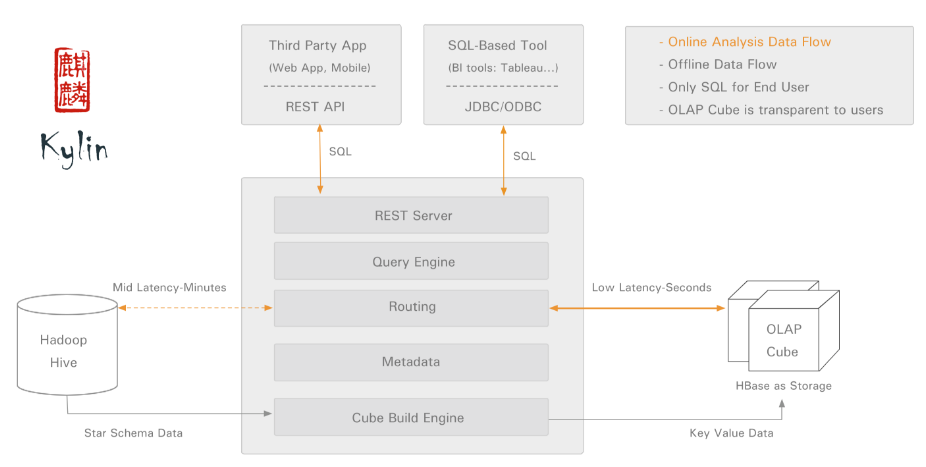 麒麟
Kylin
Third Party App
(Web App, Mobile)
REST API
SQL-Based Tool
(BI tools: Tableau...)
JDBC/ODBC
- Online Analysis Data Flow
- Offline Data Flow
- Only SQL for End User
- OLAP Cube is transparent to users
SQL
SQL
REST Server
Query Engine
Mid Latency-Minutes
Routing
Low Latency-Seconds
Hadoop
Hive
OLAP
Cube
Metadata
HBase as Storage
Cube Build Engine
Star Schema Data
Key Value Data